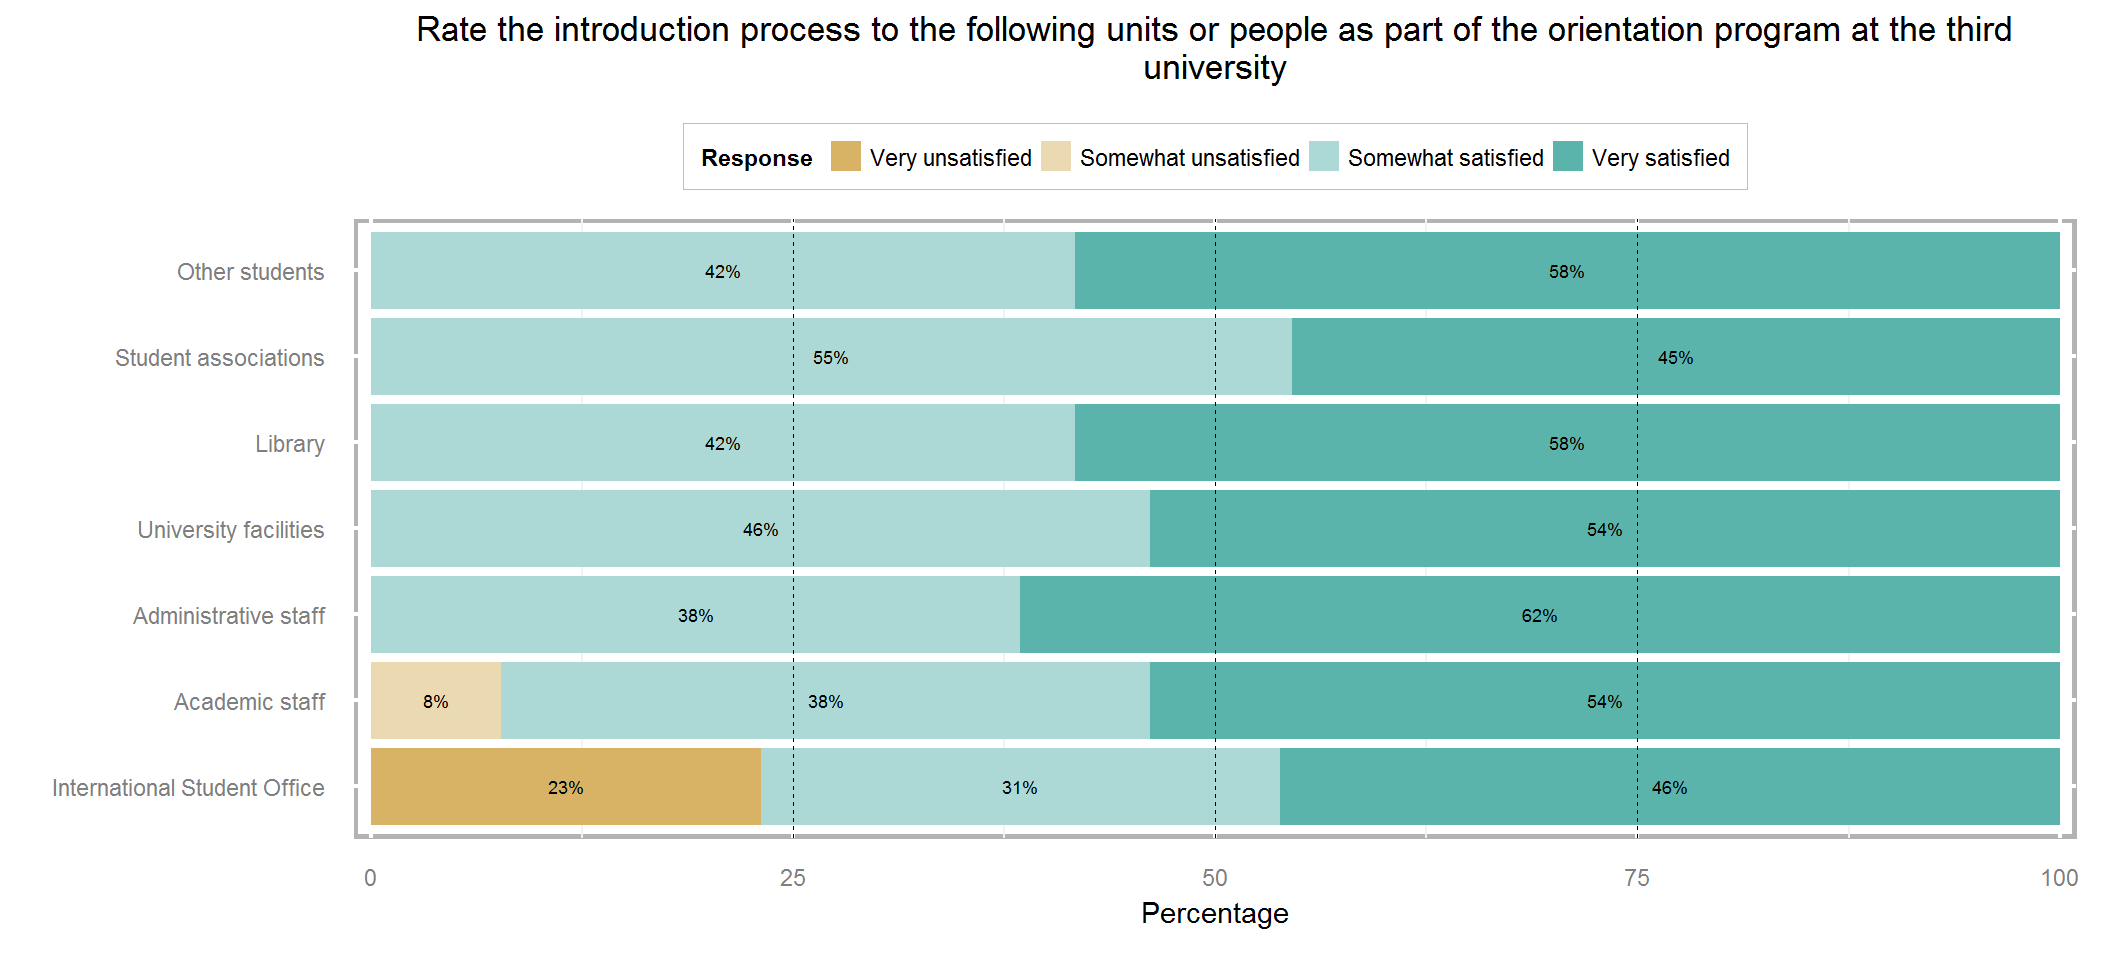 Rate the introduction process to the following units or people as part of the orientation program at the third
university
Response Very unsatisfied Somewhat unsatisfied Somewhat satisfied Very satisfied
Other students 42% 58%
Student associations 55% 45%
Library 42% 58%
University facilities 46% 54%
Administrative staff 38% 62%
Academic staff 8% 38% 54%
International Student Office 23% 31% 46%
0 25 50 75 100
Percentage